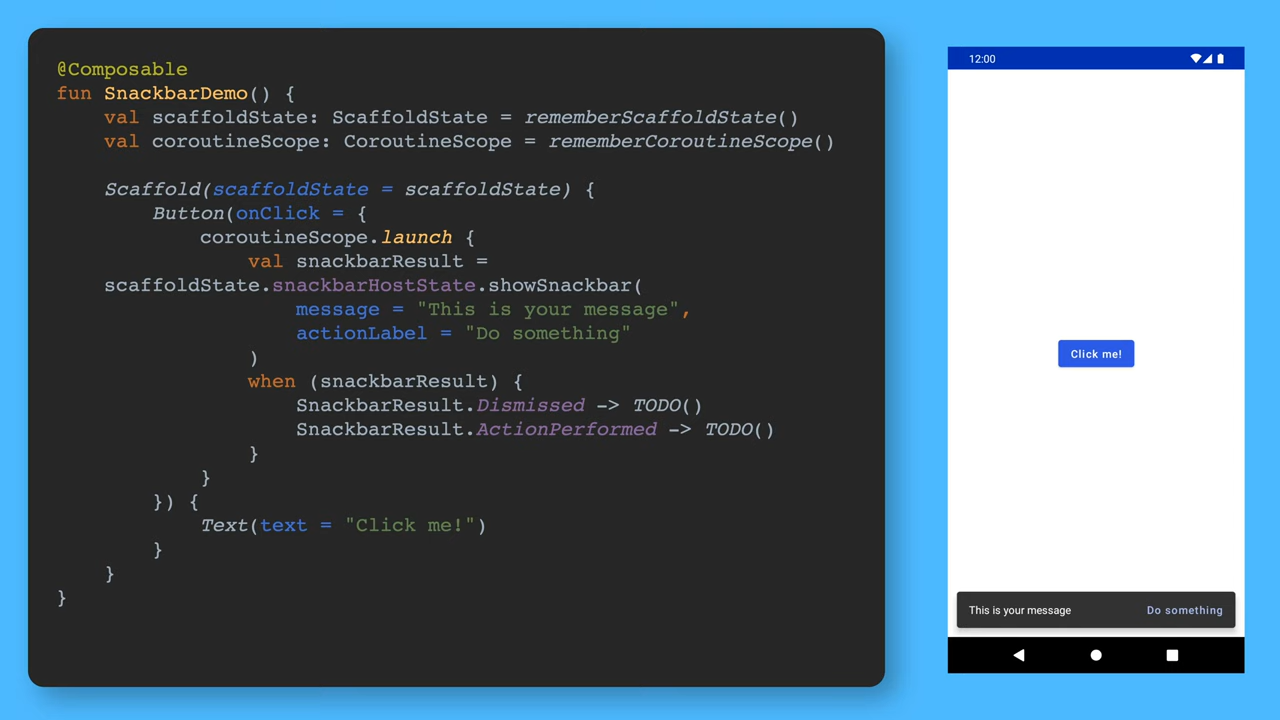 @Composable
fun SnackbarDemo() {
    val scaffoldState: ScaffoldState = rememberScaffoldState()
    val coroutineScope: CoroutineScope = rememberCoroutineScope()

    Scaffold(scaffoldState = scaffoldState) {
        Button(onClick = {
            coroutineScope.launch {
                val snackbarResult =
    scaffoldState.snackbarHostState.showSnackbar(
                    message = "This is your message",
                    actionLabel = "Do something"
                )
                when (snackbarResult) {
                    SnackbarResult.Dismissed -> TODO()
                    SnackbarResult.ActionPerformed -> TODO()
                }
            }
        }) {
            Text(text = "Click me!")
        }
    }
}
12:00
Click me!
This is your message Do something